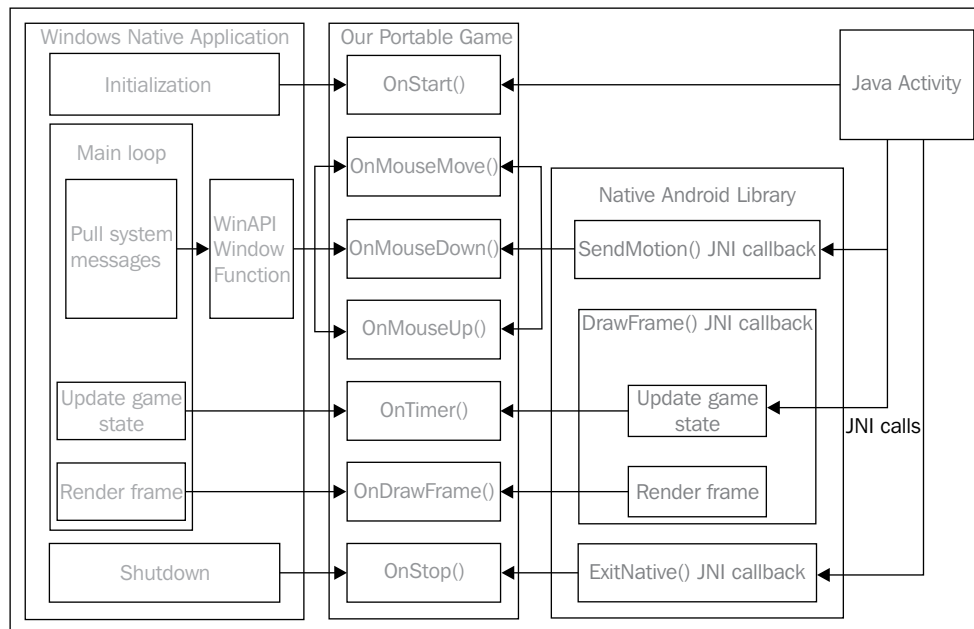 Windows Native Application
Initialization
Main loop
Pull system
messages
WinAPI
Window
Function
Update game
state
Render frame
Shutdown
Our Portable Game
OnStart()
OnMouseMove()
OnMouseDown()
OnMouseUp()
OnTimer()
OnDrawFrame()
OnStop()
Java Activity
Native Android Library
SendMotion() JNI callback
DrawFrame() JNI callback
Update game
state
Render frame
ExitNative() JNI callback
JNI calls